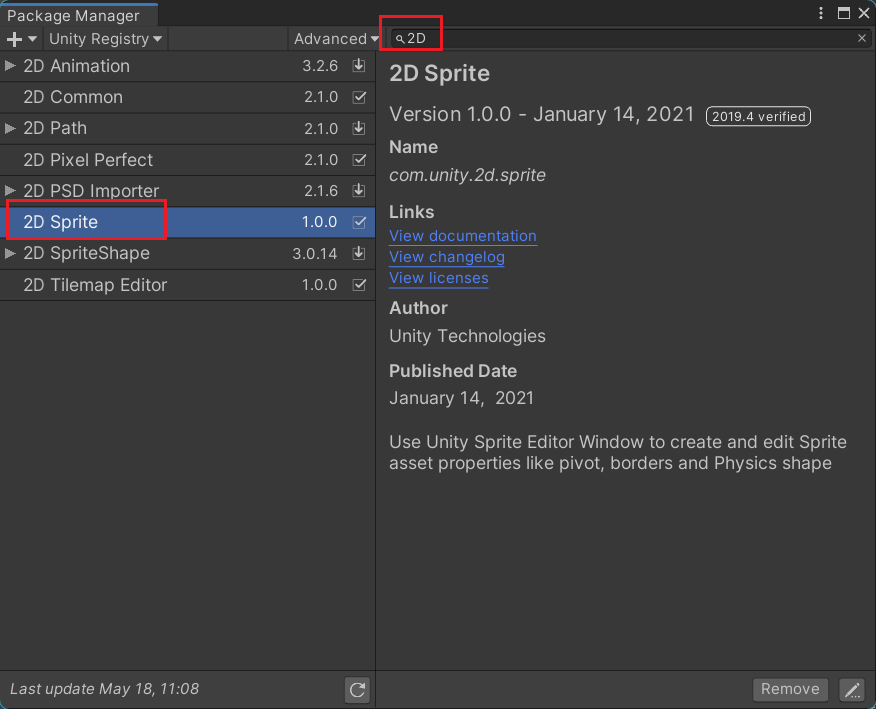 Package Manager
Unity Registry
Advanced
2D
2D Animation 3.2.6
2D Common 2.1.0
2D Path 2.1.0
2D Pixel Perfect 2.1.0
2D PSD Importer 2.1.6
2D Sprite 1.0.0
2D SpriteShape 3.0.14
2D Tilemap Editor 1.0.0
Last update May 18, 11:08
2D Sprite
Version 1.0.0 - January 14, 2021 2019.4 verified
Name
com.unity.2d.sprite
Links
View documentation
View changelog
View licenses
Author
Unity Technologies
Published Date
January 14, 2021
Use Unity Sprite Editor Window to create and edit Sprite
asset properties like pivot, borders and Physics shape
Remove